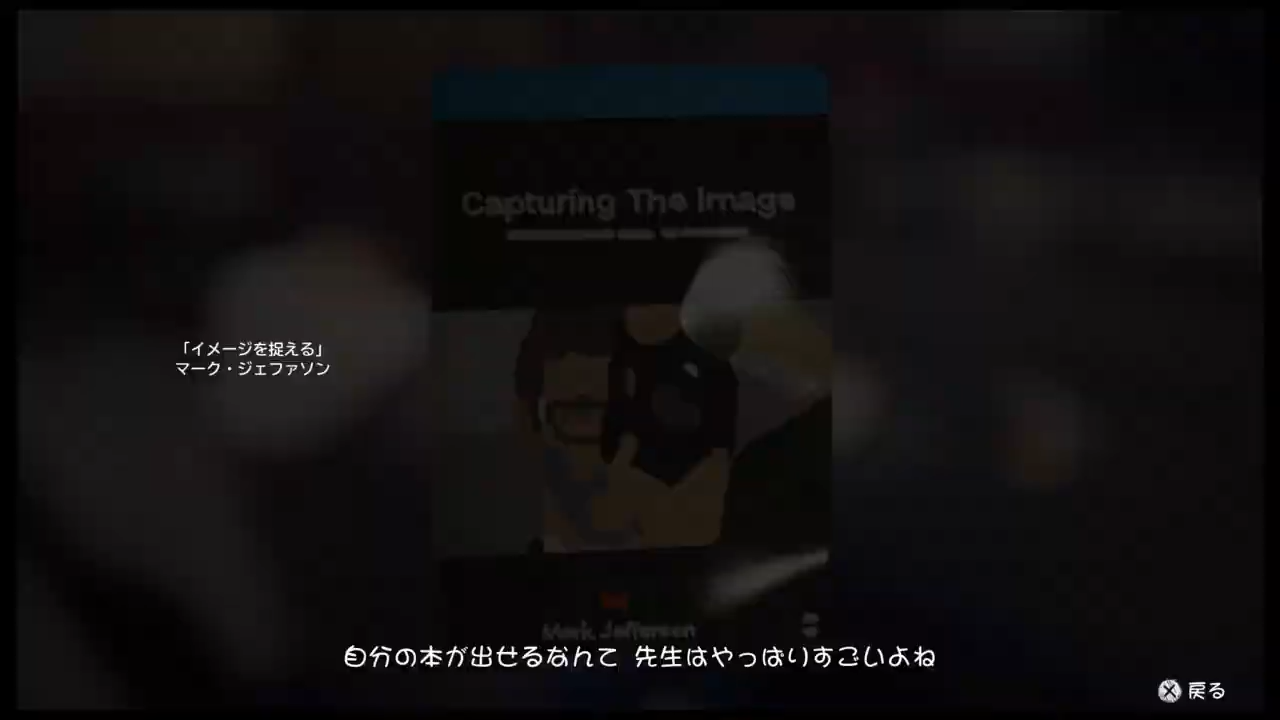 Capturing The Image
「イメージを捉える」
マーク・ジェファソン
Mark Jefferson
自分の本が出せるなんて 先生はやっぱりすごいよね
戻る